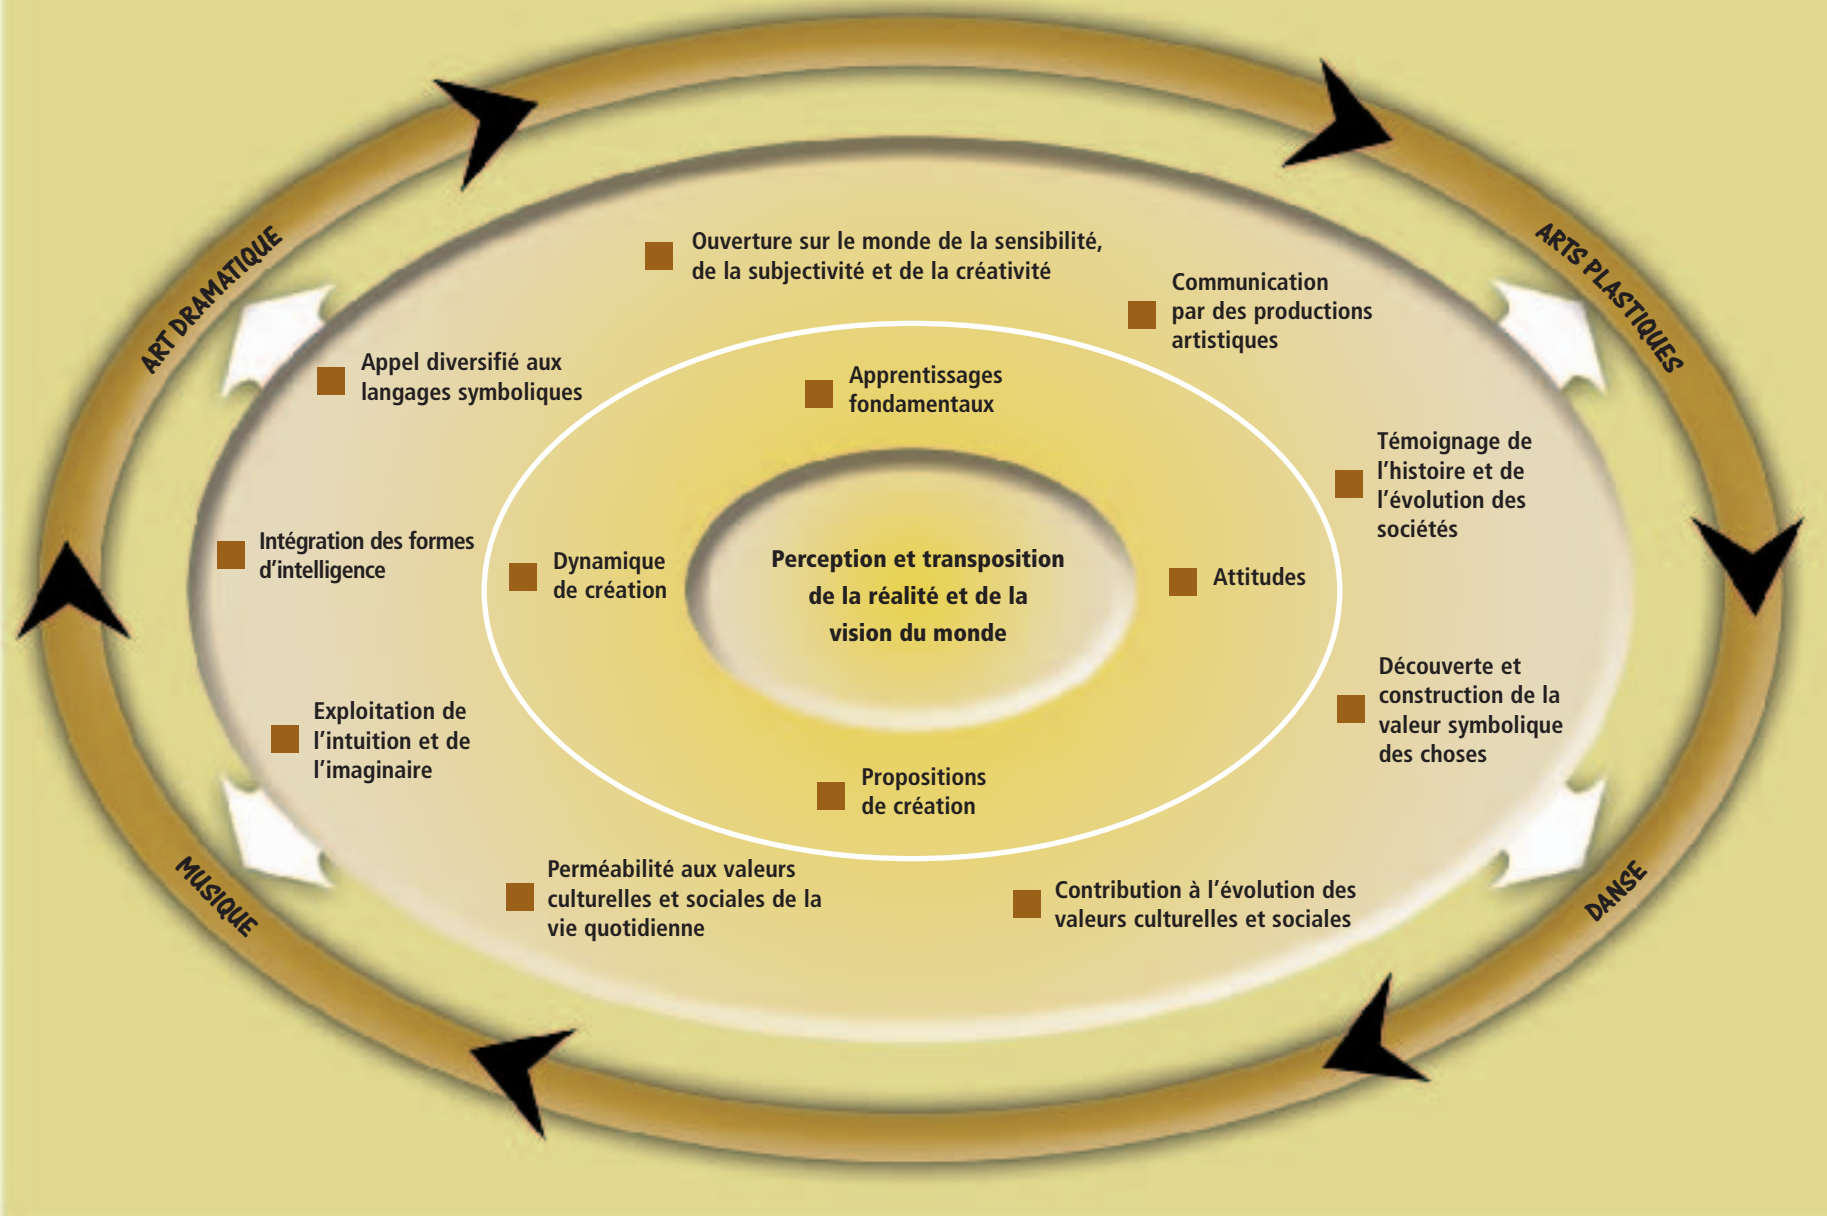 ART DRAMATIQUE
ARTS PLASTIQUES
Ouverture sur le monde de la sensibilité,
de la subjectivité et de la créativité
Communication
par des productions
artistiques
Appel diversifié aux
langages symboliques
Apprentissages
fondamentaux
Témoignage de
l'histoire et de
l'évolution des
sociétés
Intégration des formes
d'intelligence
Dynamique
de création
Perception et transposition
de la réalité et de la
vision du monde
Attitudes
Découverte et
construction de la
valeur symbolique
des choses
Exploitation de
l'intuition et de
l'imaginaire
Propositions
de création
Perméabilité aux valeurs
culturelles et sociales de la
vie quotidienne
Contribution à l'évolution des
valeurs culturelles et sociales
MUSIQUE
DANSE